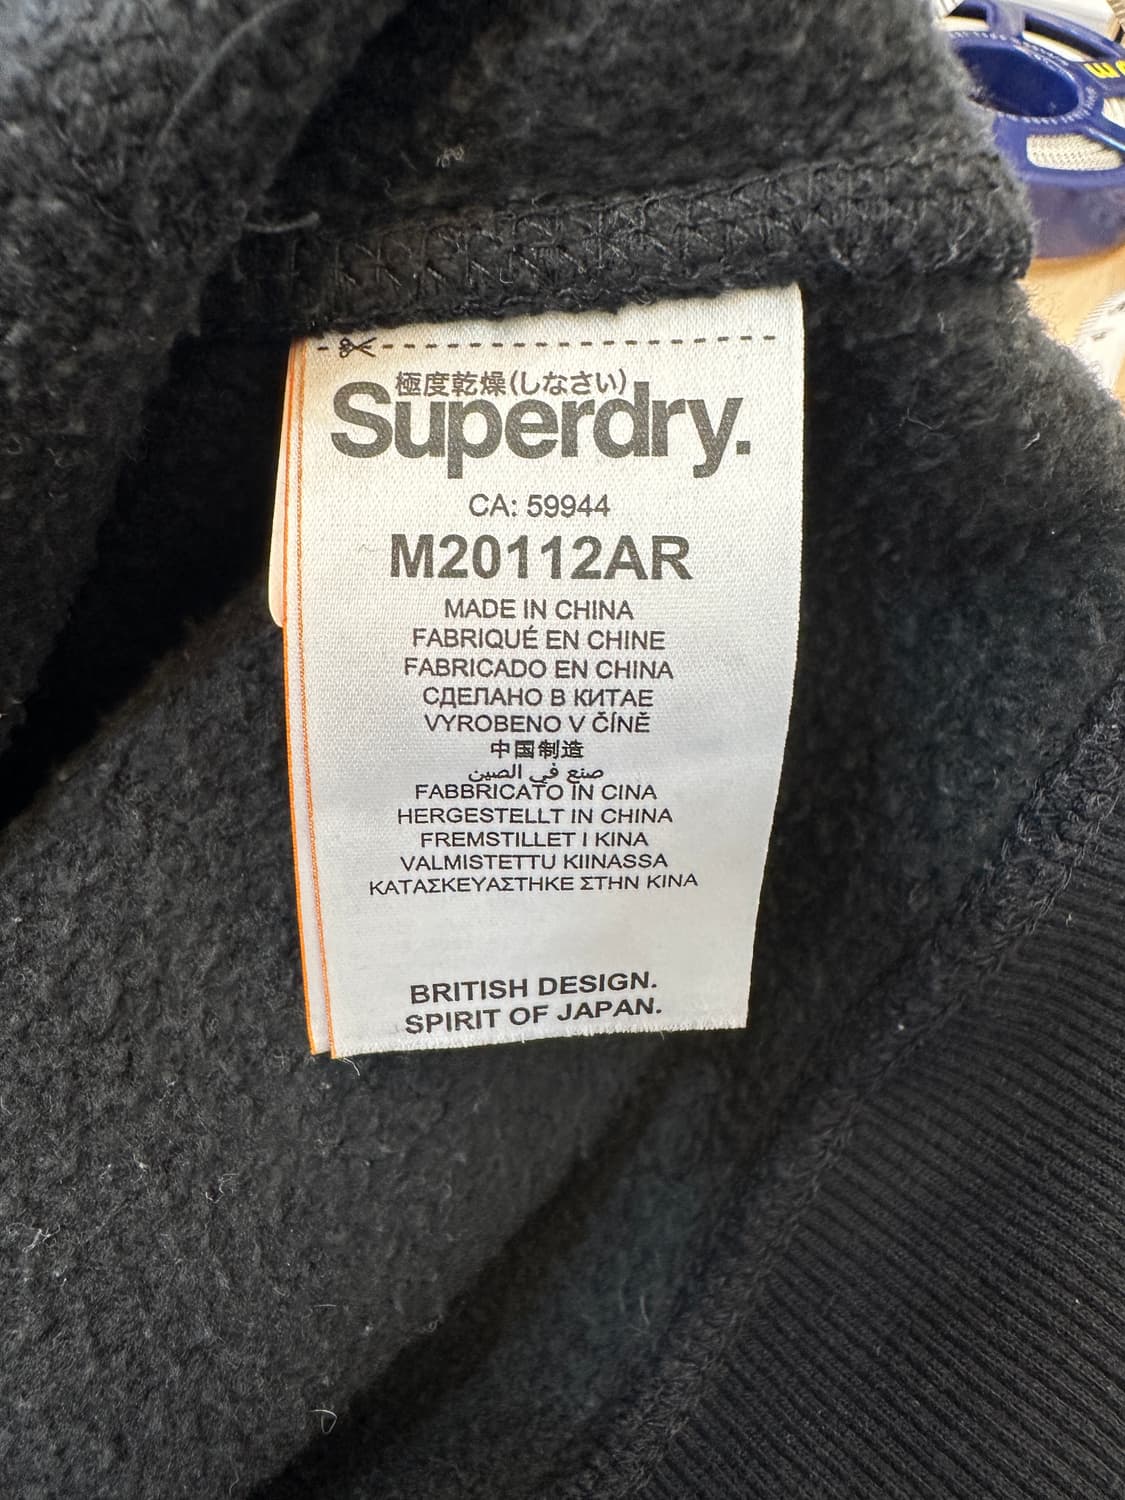 極度乾燥(しなさい)
Superdry.
CA: 59944
M20112AR
MADE IN CHINA
FABRIQUÉ EN CHINE
FABRICADO EN CHINA
СДЕЛАНО В КИТАЕ
VYROBENO V ČÍNĚ
中国制造
صنع في الصين
FABBRICATO IN CINA
HERGESTELLT IN CHINA
FREMSTILLET I KINA
VALMISTETTU KIINASSA
ΚΑΤΑΣΚΕΥΑΣΤΗΚΕ ΣΤΗΝ ΚΙΝΑ
BRITISH DESIGN.
SPIRIT OF JAPAN.